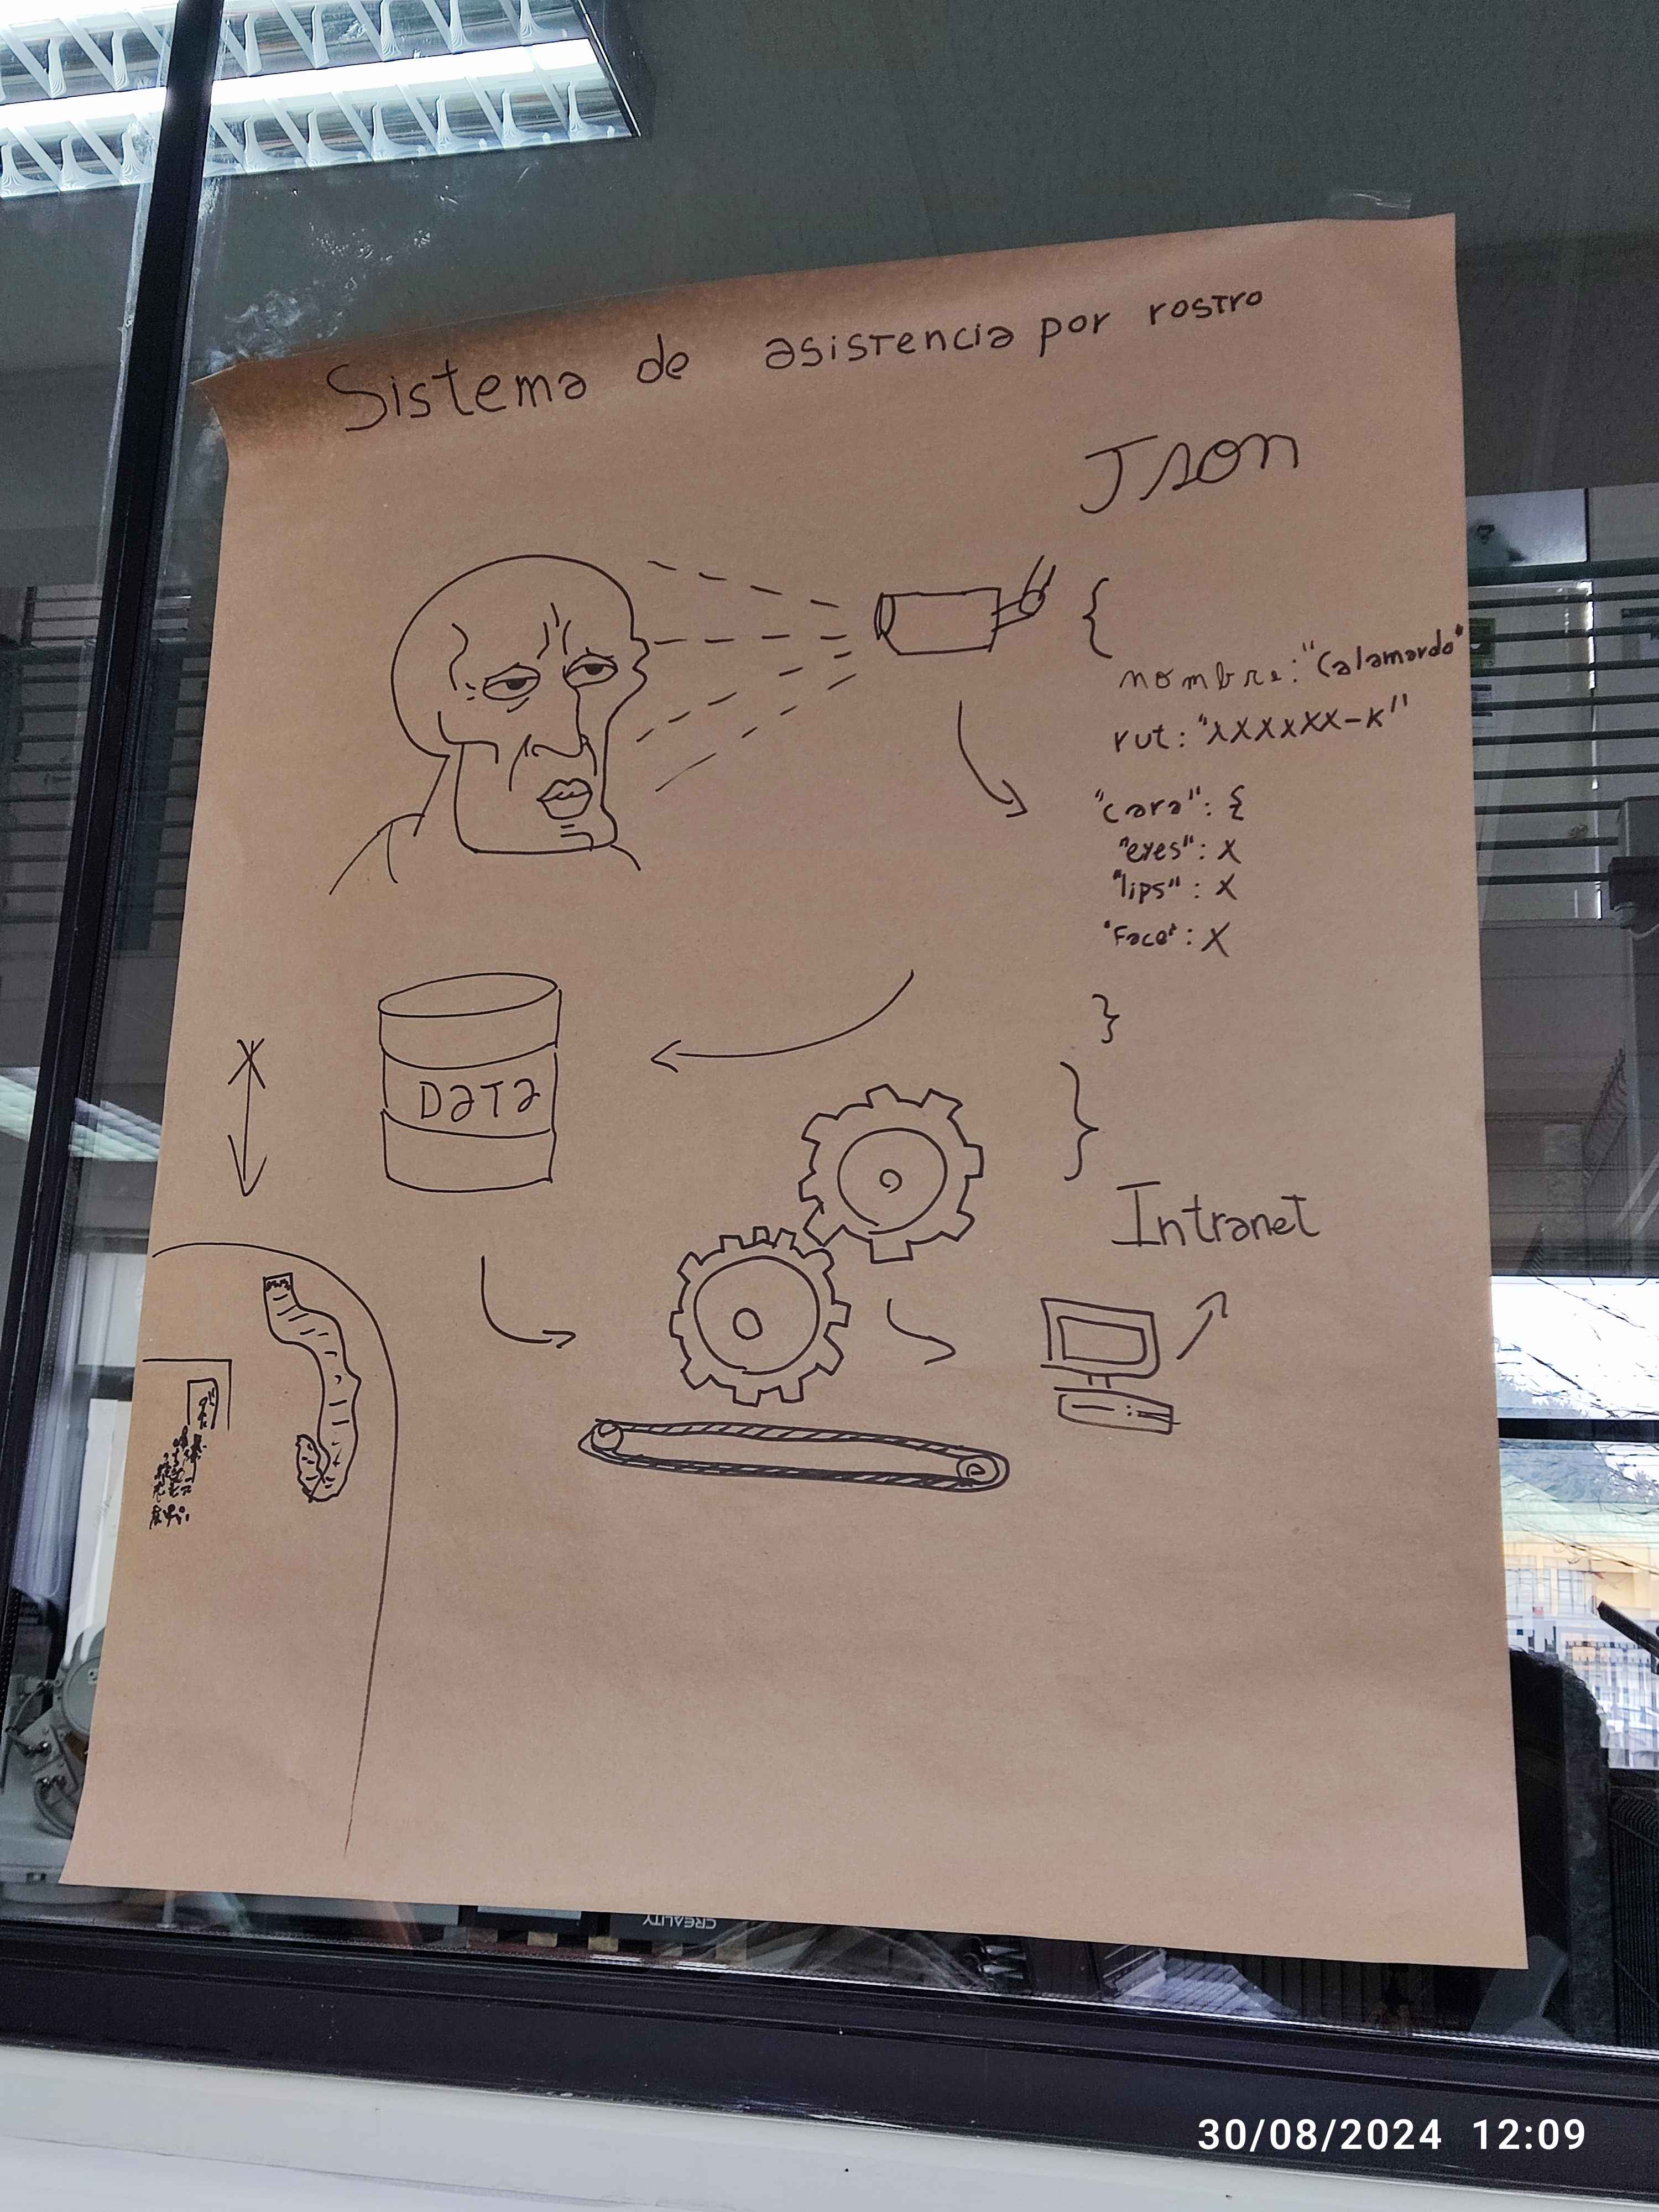 Sistema de asistencia por rostro
Json
{
nombre: "Calamardo"
rut: "XXXXXX-K"
"cara": {
"eyes": X
"lips": X
"Face": X
}
}
Data
Intranet
CREALITY
30/08/2024 12:09